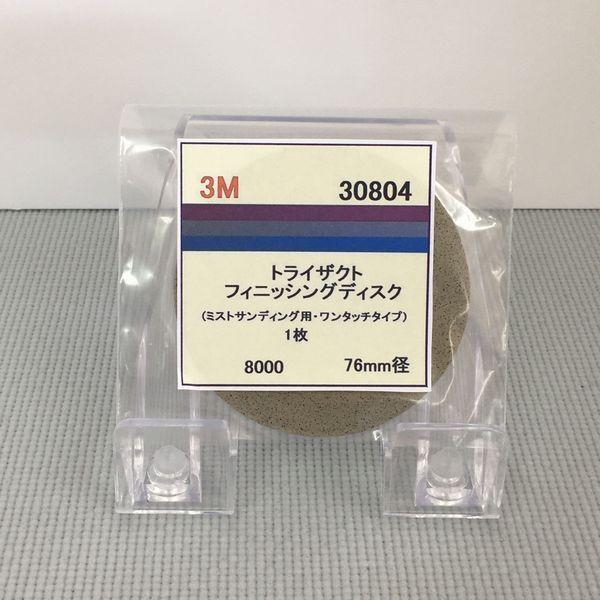 3M 30804
トライザクト
フィニッシングディスク
(ミストサンディング用・ワンタッチタイプ)
1枚
8000 76mm径